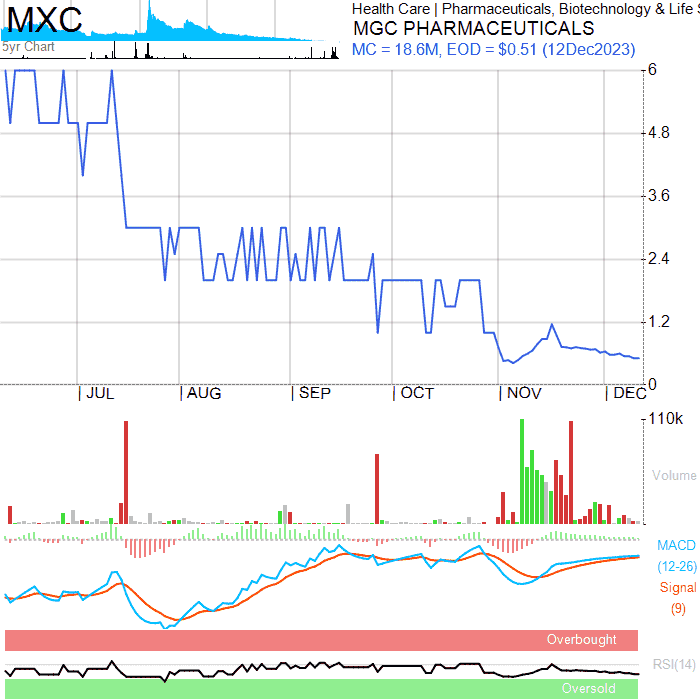 MXC
5yr Chart
Health Care | Pharmaceuticals, Biotechnology & Life S
MGC PHARMACEUTICALS
MC = 18.6M, EOD = $0.51 (12Dec2023)
6
4.8
3.6
2.4
1.2
0
| JUL | AUG | SEP | OCT | NOV | DEC
110k
Volume
MACD
(12-26)
Signal
(9)
Overbought
RSI(14)
Oversold